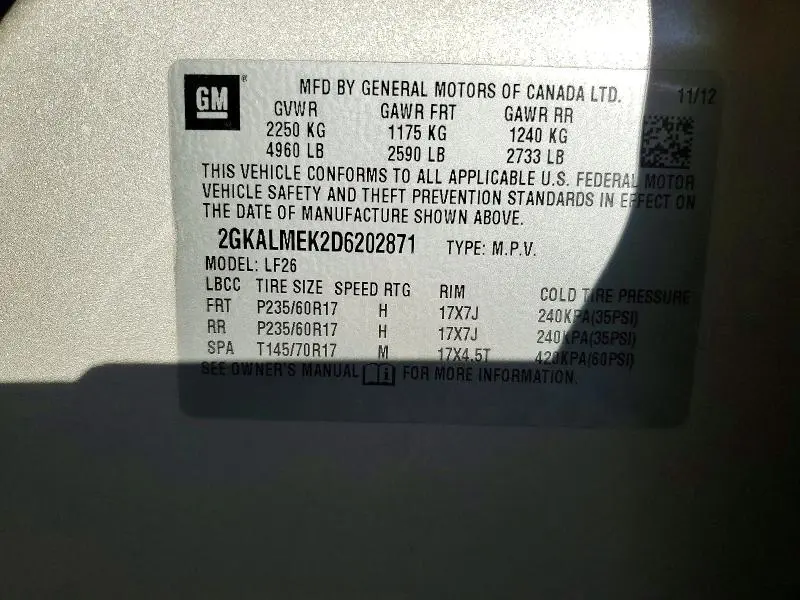 GM ®
MFD BY GENERAL MOTORS OF CANADA LTD. 11/12
GVWR GAWR FRT GAWR RR
2250 KG 1175 KG 1240 KG
4960 LB 2590 LB 2733 LB
THIS VEHICLE CONFORMS TO ALL APPLICABLE U.S. FEDERAL MOTOR
VEHICLE SAFETY AND THEFT PREVENTION STANDARDS IN EFFECT ON
THE DATE OF MANUFACTURE SHOWN ABOVE.
2GKALMEK2D6202871 TYPE: M.P.V.
MODEL: LF26
LBCC TIRE SIZE SPEED RTG RIM COLD TIRE PRESSURE
FRT P235/60R17 H 17X7J 240KPA(35PSI)
RR P235/60R17 H 17X7J 240KPA(35PSI)
SPA T145/70R17 M 17X4.5T 420KPA(60PSI)
SEE OWNER'S MANUAL i FOR MORE INFORMATION.